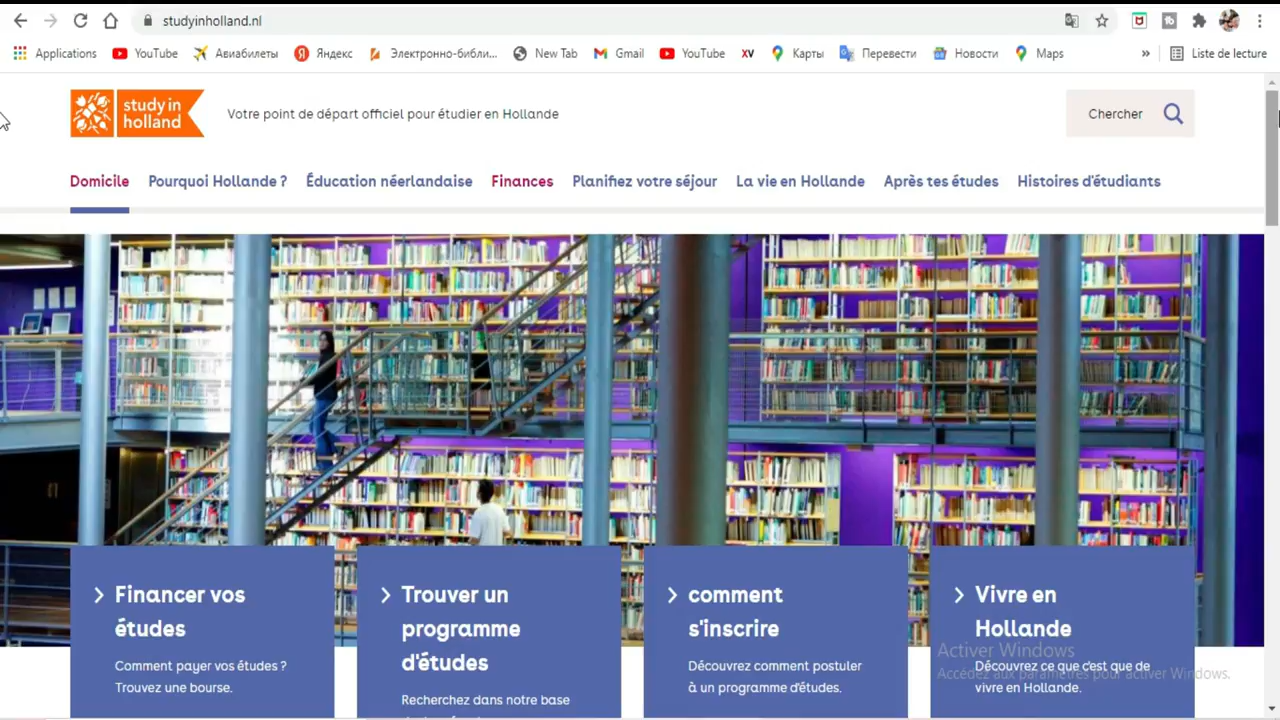 studyinholland.nl
Applications YouTube Авиабилеты Яндекс Электронно-библи... New Tab Gmail YouTube XV Карты Перевести Новости Maps » Liste de lecture
study in
holland
Votre point de départ officiel pour étudier en Hollande
Chercher
Domicile Pourquoi Hollande ? Éducation néerlandaise Finances Planifiez votre séjour La vie en Hollande Après tes études Histoires d'étudiants
Financer vos
études
Comment payer vos études ?
Trouvez une bourse.
Trouver un
programme
d'études
Recherchez dans notre base
comment
s'inscrire
Découvrez comment postuler
à un programme d'études.
Vivre en
Hollande
Découvrez ce que c'est que de
vivre en Hollande.
Activer Windows
Accédez aux paramètres pour activer Windows.